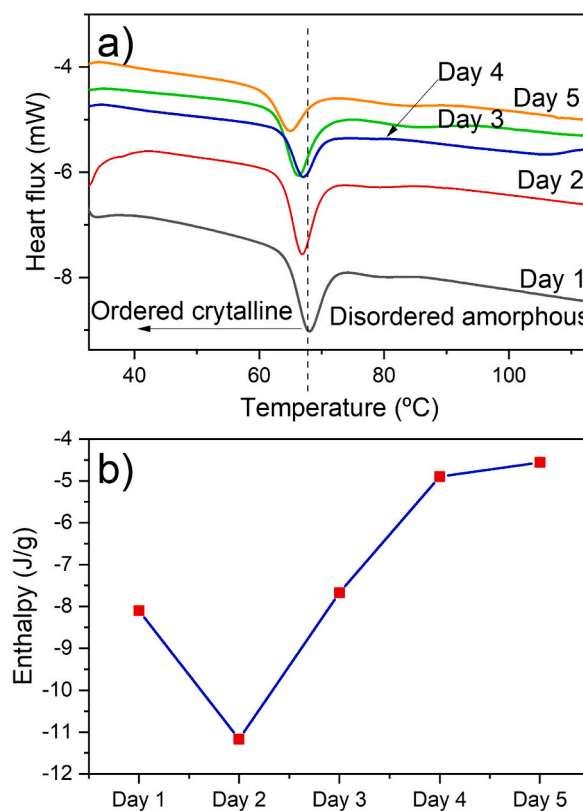 a)
Heart flux (mW)
-4
-6
-8
Day 4
Day 5
Day 3
Day 2
Day 1
Ordered crytalline
Disordered amorphous
40 60 80 100
Temperature (ºC)
b)
Enthalpy (J/g)
-4
-5
-6
-7
-8
-9
-10
-11
-12
Day 1 Day 2 Day 3 Day 4 Day 5